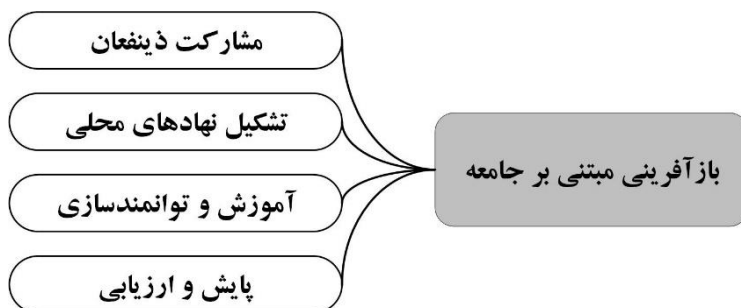 بازآفرینی مبتنی بر جامعه
مشارکت ذینفعان
تشکیل نهادهای محلی
آموزش و توانمندسازی
پایش و ارزیابی